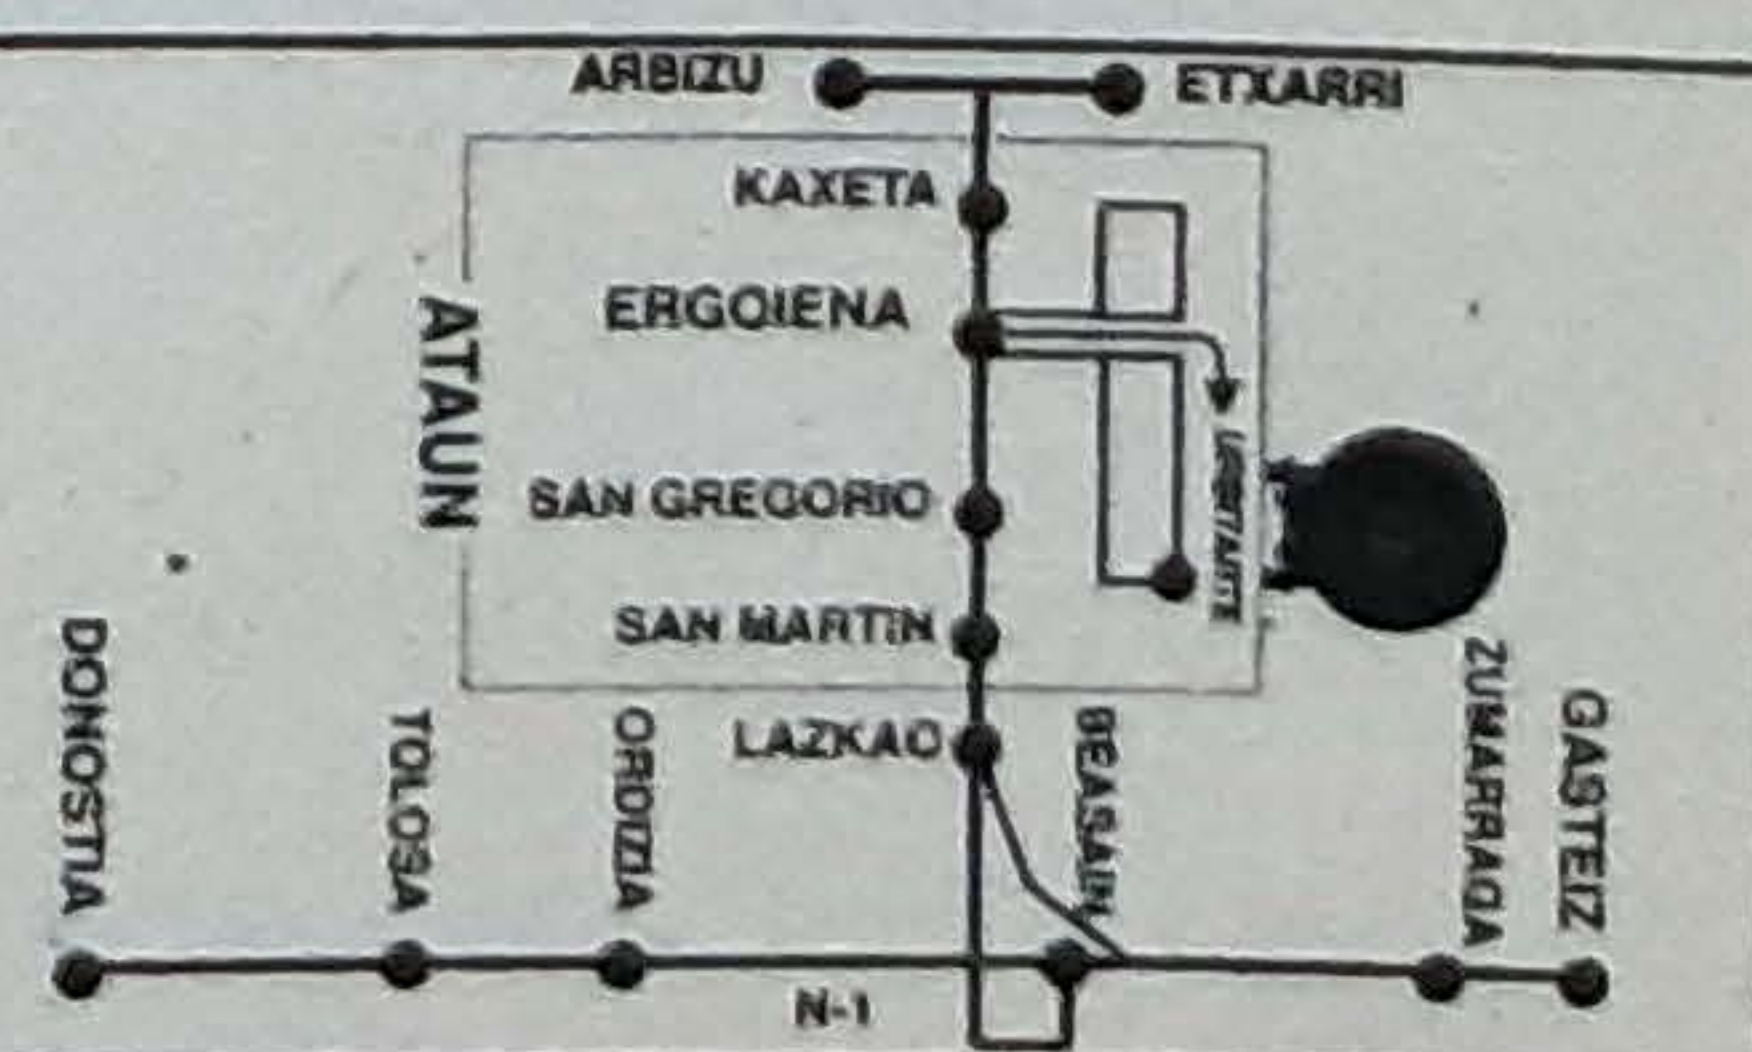 ARBIZU
ETXARRI
KAXETA
ERGOIENA
ATAUN
SAN GREGORIO
SAN MARTIN
LAZKAO
DONOSTIA
TOLOSA
ORDIZIA
BEASAIN
ZUMARRAGA
GASTEIZ
N-1